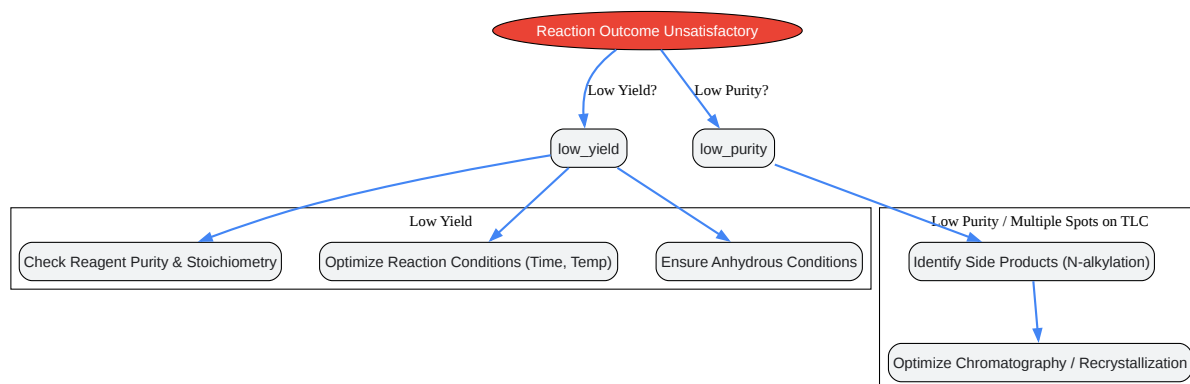 Reaction Outcome Unsatisfactory
Low Yield?
Low Purity?
low_yield
low_purity
Low Yield
Low Purity / Multiple Spots on TLC
Check Reagent Purity & Stoichiometry
Optimize Reaction Conditions (Time, Temp)
Ensure Anhydrous Conditions
Identify Side Products (N-alkylation)
Optimize Chromatography / Recrystallization